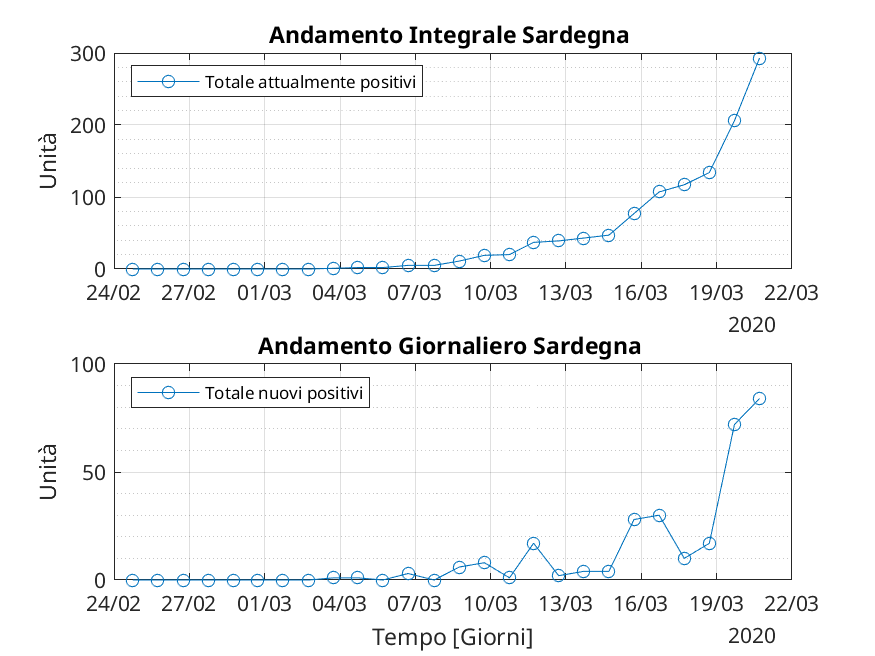 Andamento Integrale Sardegna
300
200
100
0
Unità
Totale attualmente positivi
24/02 27/02 01/03 04/03 07/03 10/03 13/03 16/03 19/03 22/03
2020
Andamento Giornaliero Sardegna
100
50
0
Unità
Totale nuovi positivi
24/02 27/02 01/03 04/03 07/03 10/03 13/03 16/03 19/03 22/03
Tempo [Giorni]
2020